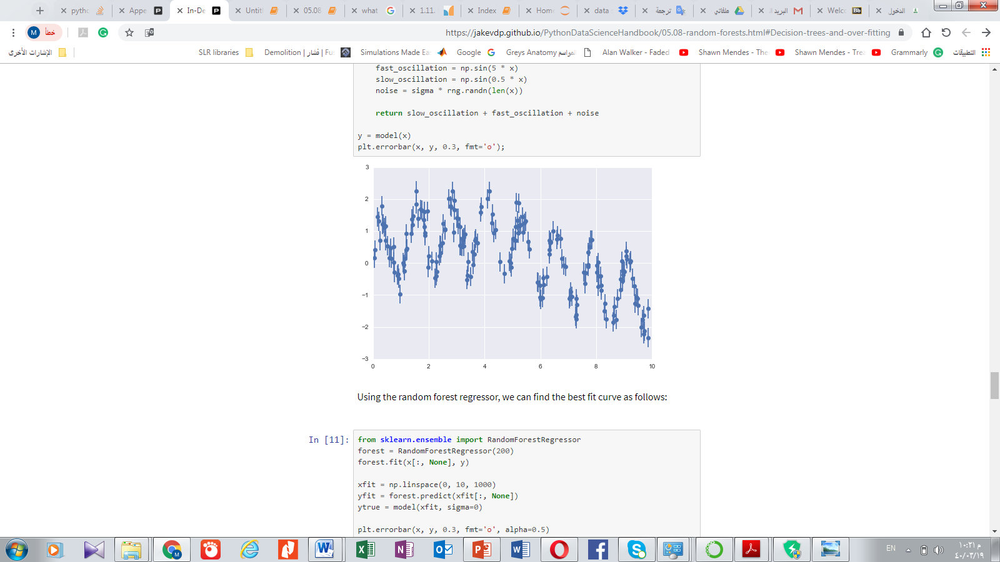 pytho
Appe
In-De
Untitl
05.08
what
1.11.
Index
Home
data
ترجمة
ملفاتي
البريد ال
Welc
الدخول
M خطأ
https://jakevdp.github.io/PythonDataScienceHandbook/05.08-random-forests.html#Decision-trees-and-over-fitting
الإشارات الأخرى
SLR libraries
Demolition | فشار | Fu
Simulations Made Ea
Google
Greys Anatomy مواسم
Alan Walker - Faded
Shawn Mendes - The
Shawn Mendes - Trea
Grammarly
التطبيقات
fast_oscillation = np.sin(5 * x)
slow_oscillation = np.sin(0.5 * x)
noise = sigma * rng.randn(len(x))
return slow_oscillation + fast_oscillation + noise
y = model(x)
plt.errorbar(x, y, 0.3, fmt='o');
3
2
1
0
−1
−2
−3
0 2 4 6 8 10
Using the random forest regressor, we can find the best fit curve as follows:
In [11]:
from sklearn.ensemble import RandomForestRegressor
forest = RandomForestRegressor(200)
forest.fit(x[:, None], y)
xfit = np.linspace(0, 10, 1000)
yfit = forest.predict(xfit[:, None])
ytrue = model(xfit, sigma=0)
plt.errorbar(x, y, 0.3, fmt='o', alpha=0.5)
EN
١٠:٢١ م
٤٠/٠٣/١٩